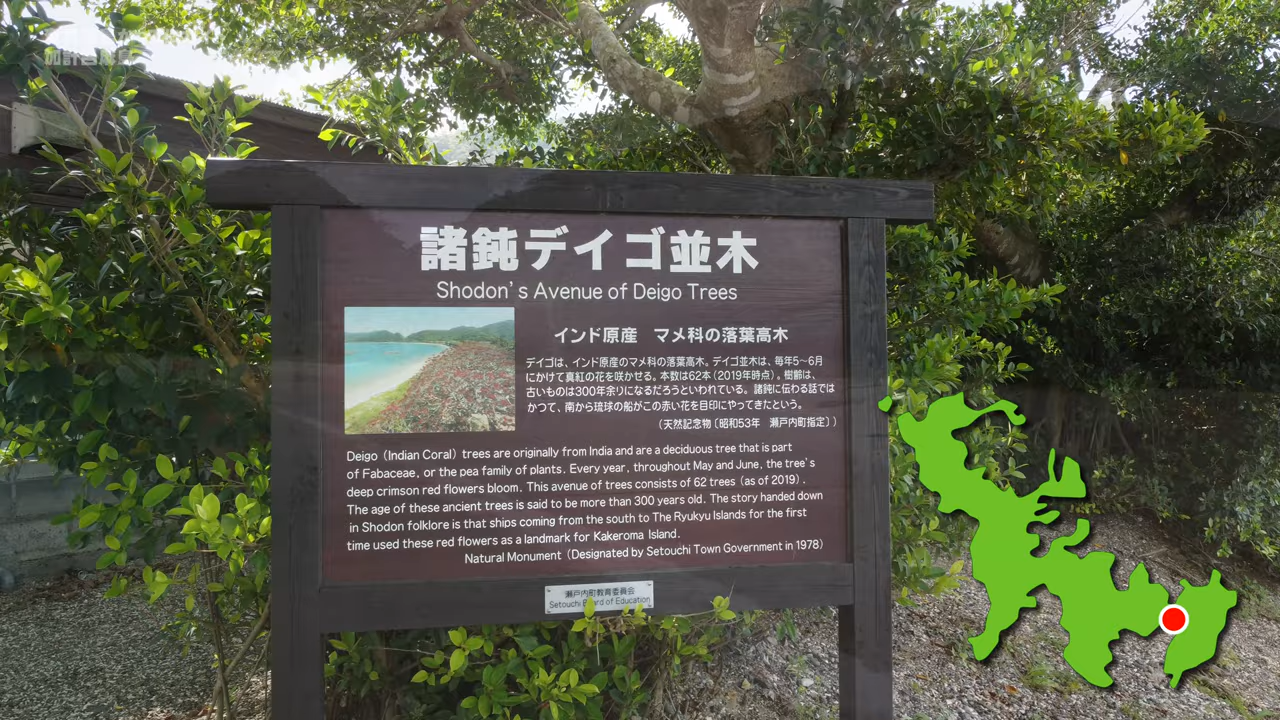 諸鈍デイゴ並木
Shodon's Avenue of Deigo Trees
インド原産　マメ科の落葉高木
デイゴは、インド原産のマメ科の落葉高木。デイゴ並木は、毎年5～6月
にかけて真紅の花を咲かせる。本数は62本（2019年時点）。樹齢は、
古いものは300年余りになるだろうといわれている。諸鈍に伝わる話では
かつて、南から琉球の船がこの赤い花を目印にやってきたという。
（天然記念物〔昭和53年　瀬戸内町指定〕）
Deigo (Indian Coral) trees are originally from India and are a deciduous tree that is part
of Fabaceae, or the pea family of plants. Every year, throughout May and June, the tree's
deep crimson red flowers bloom. This avenue of trees consists of 62 trees (as of 2019).
The age of these ancient trees is said to be more than 300 years old. The story handed down
in Shodon folklore is that ships coming from the south to The Ryukyu Islands for the first
time used these red flowers as a landmark for Kakeroma Island.
Natural Monument (Designated by Setouchi Town Government in 1978)
瀬戸内町教育委員会
Setouchi Board of Education